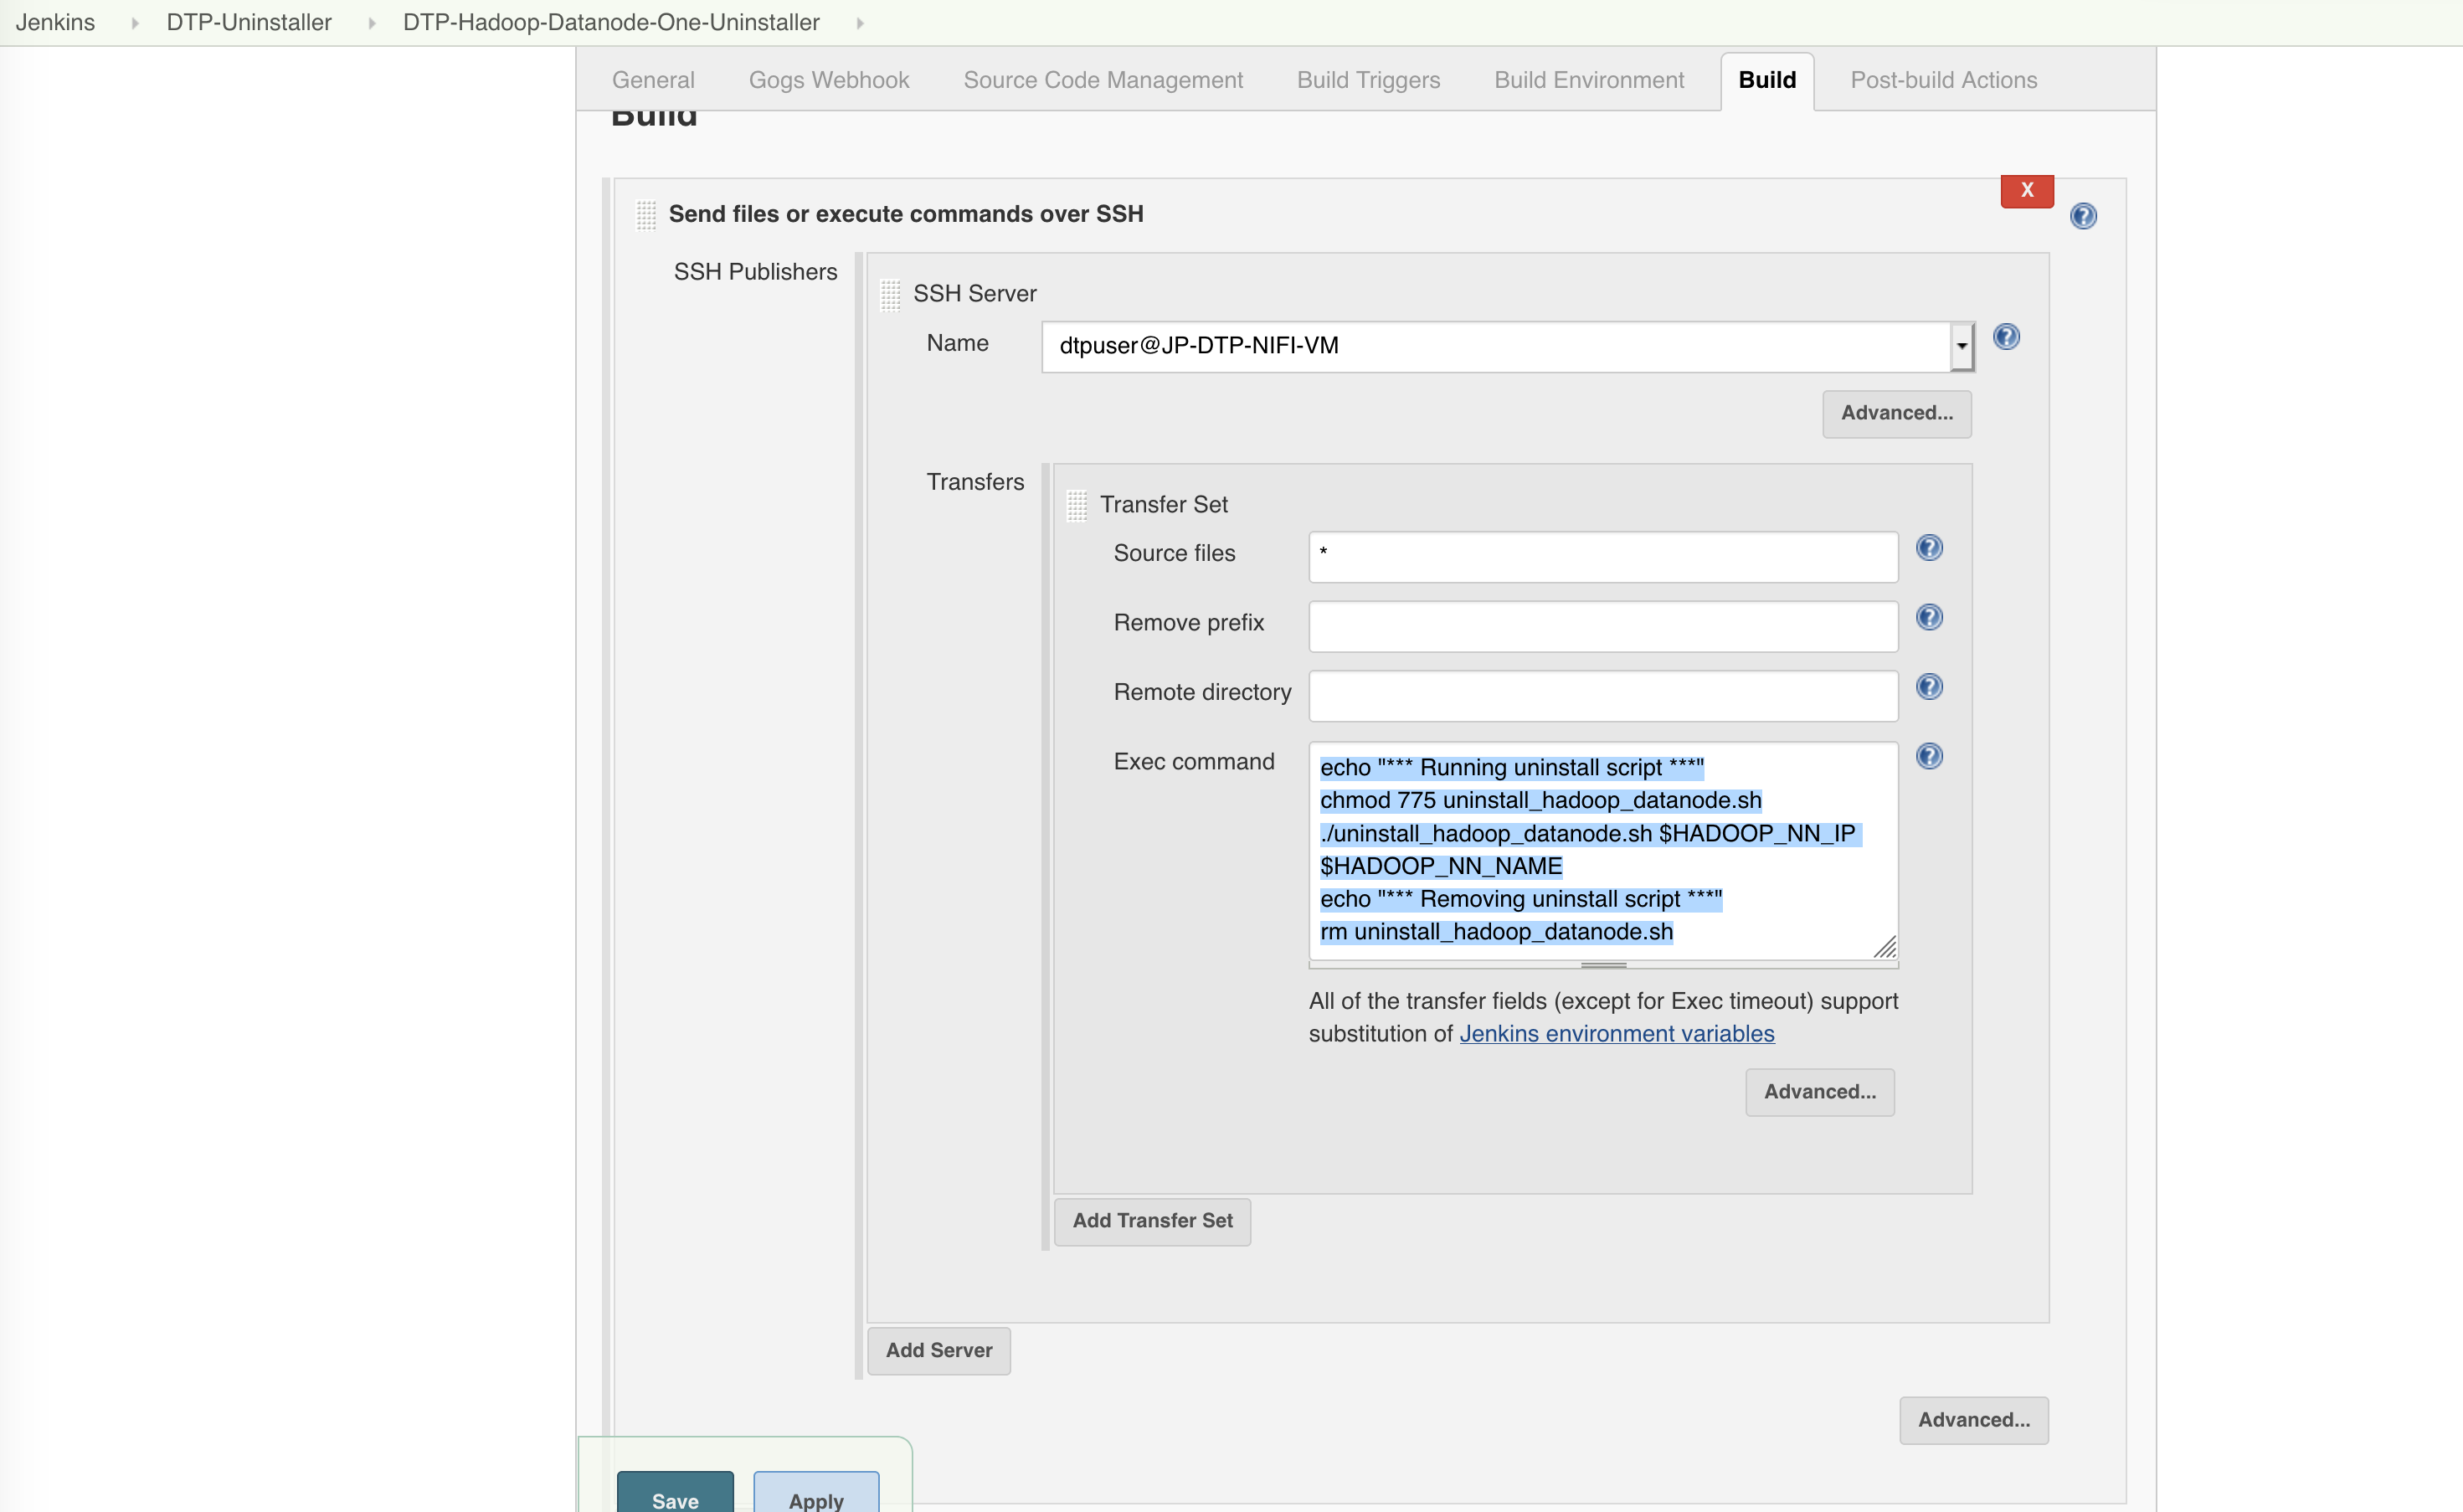 Jenkins DTP-Uninstaller DTP-Hadoop-Datanode-One-Uninstaller
General Gogs Webhook Source Code Management Build Triggers Build Environment Build Post-build Actions
Build
X
Send files or execute commands over SSH
SSH Publishers
SSH Server
Name dtpuser@JP-DTP-NIFI-VM
Advanced...
Transfers
Transfer Set
Source files *
Remove prefix
Remote directory
Exec command
echo "*** Running uninstall script ***"
chmod 775 uninstall_hadoop_datanode.sh
./uninstall_hadoop_datanode.sh $HADOOP_NN_IP
$HADOOP_NN_NAME
echo "*** Removing uninstall script ***"
rm uninstall_hadoop_datanode.sh
All of the transfer fields (except for Exec timeout) support
substitution of Jenkins environment variables
Advanced...
Add Transfer Set
Add Server
Advanced...
Save Apply